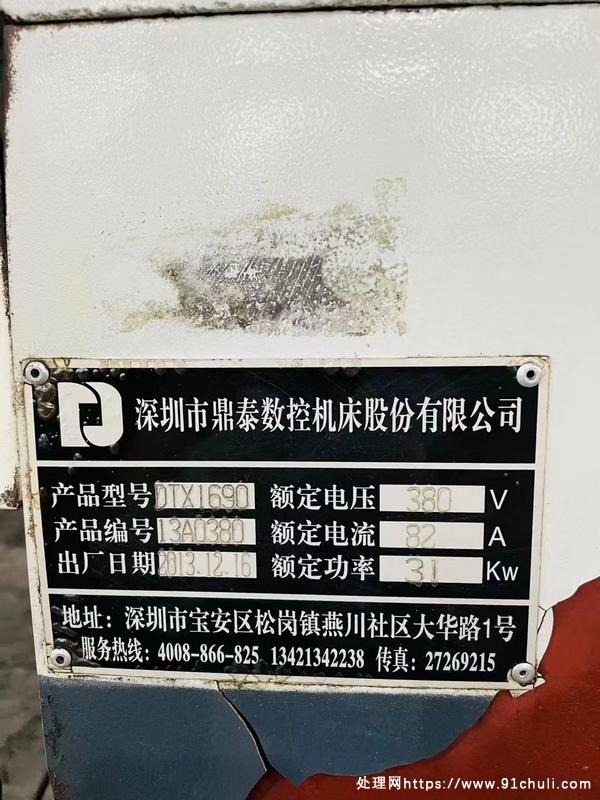 深圳市鼎泰数控机床股份有限公司
产品型号 DTX1690 额定电压 380 V
产品编号 13A0380 额定电流 82 A
出厂日期 2013.12.16 额定功率 31 Kw
地址：深圳市宝安区松岗镇燕川社区大华路1号
服务热线：4008-866-825 13421342238 传真：27269215
处理网https://www.91chuli.com